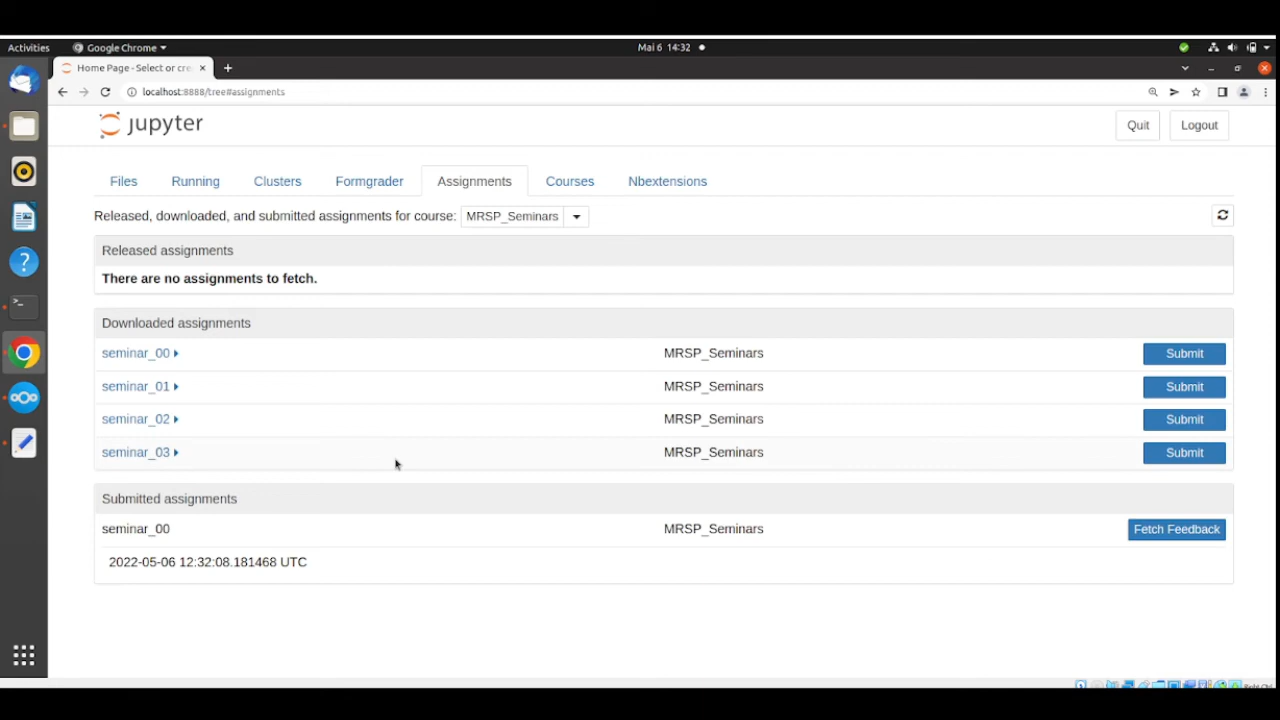 Activities Google Chrome Mai 6 14:32
Home Page - Select or cre
localhost:8888/tree#assignments
jupyter Quit Logout
Files Running Clusters Formgrader Assignments Courses Nbextensions
Released, downloaded, and submitted assignments for course: MRSP_Seminars
Released assignments
There are no assignments to fetch.
Downloaded assignments
seminar_00 MRSP_Seminars Submit
seminar_01 MRSP_Seminars Submit
seminar_02 MRSP_Seminars Submit
seminar_03 MRSP_Seminars Submit
Submitted assignments
seminar_00 MRSP_Seminars Fetch Feedback
2022-05-06 12:32:08.181468 UTC